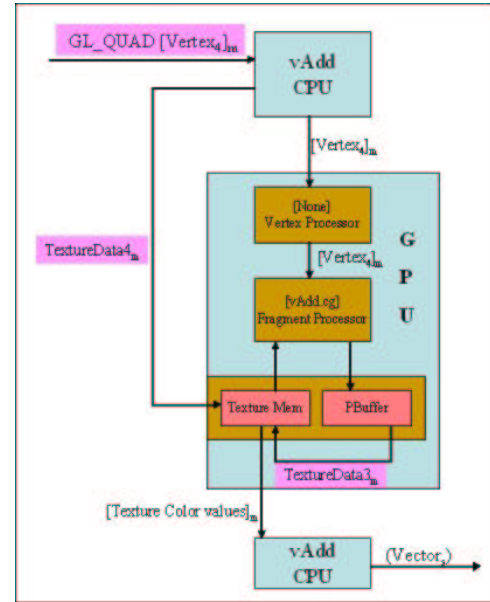 GL_QUAD [Vertex₄]ₘ
vAdd
CPU
[Vertex₄]ₘ
[None]
Vertex Processor
G
P
U
TextureData4ₘ
[Vertex₄]ₘ
[vAdd.cg]
Fragment Processor
Texture Mem
PBuffer
TextureData3ₘ
[Texture Color values]ₘ
vAdd
CPU
(Vectorₛ)